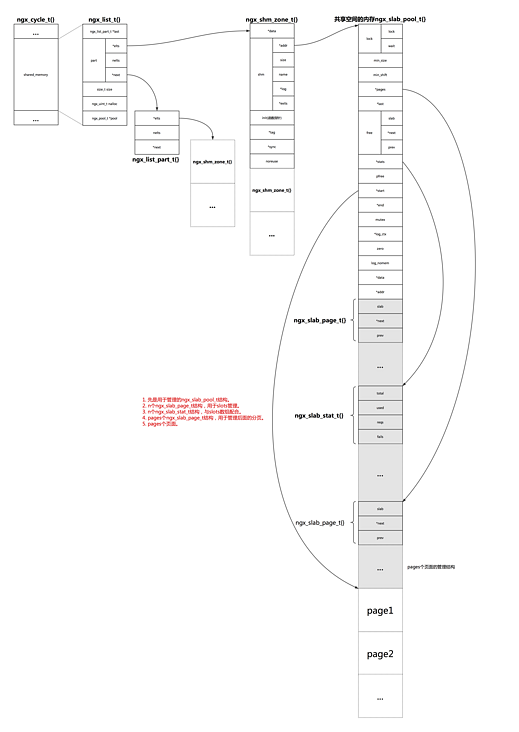 ngx_cycle_t()
...
shared_memory
...
ngx_list_t()
ngx_list_part_t *last
part
*elts
nelts
*next
size_t size
ngx_uint_t nalloc
ngx_pool_t *pool
*elts
nelts
*next
ngx_list_part_t()
ngx_shm_zone_t()
...
ngx_shm_zone_t()
*data
shm
*addr
size
name
*log
*exists
*tag
*sync
noreuse
ngx_shm_zone_t()
...
共享空间的内存ngx_slab_pool_t()
lock
lock
wait
min_size
min_shift
*pages
*last
free
slab
*next
prev
*stats
pfree
*start
*end
mutex
*log_ctx
zero
log_nomem
*data
*addr
ngx_slab_page_t()
slab
*next
prev
...
ngx_slab_stat_t()
total
used
reqs
fails
...
ngx_slab_page_t()
slab
*next
prev
...
pages个页面的管理结构
page1
page2
...
1. 先是用于管理的ngx_slab_pool_t结构。
2. n个ngx_slab_page_t结构，用于slots管理。
3. n个ngx_slab_stat_t结构，与slots数组配合。
4. pages个ngx_slab_page_t结构，用于管理后面的分页。
5. pages个页面。